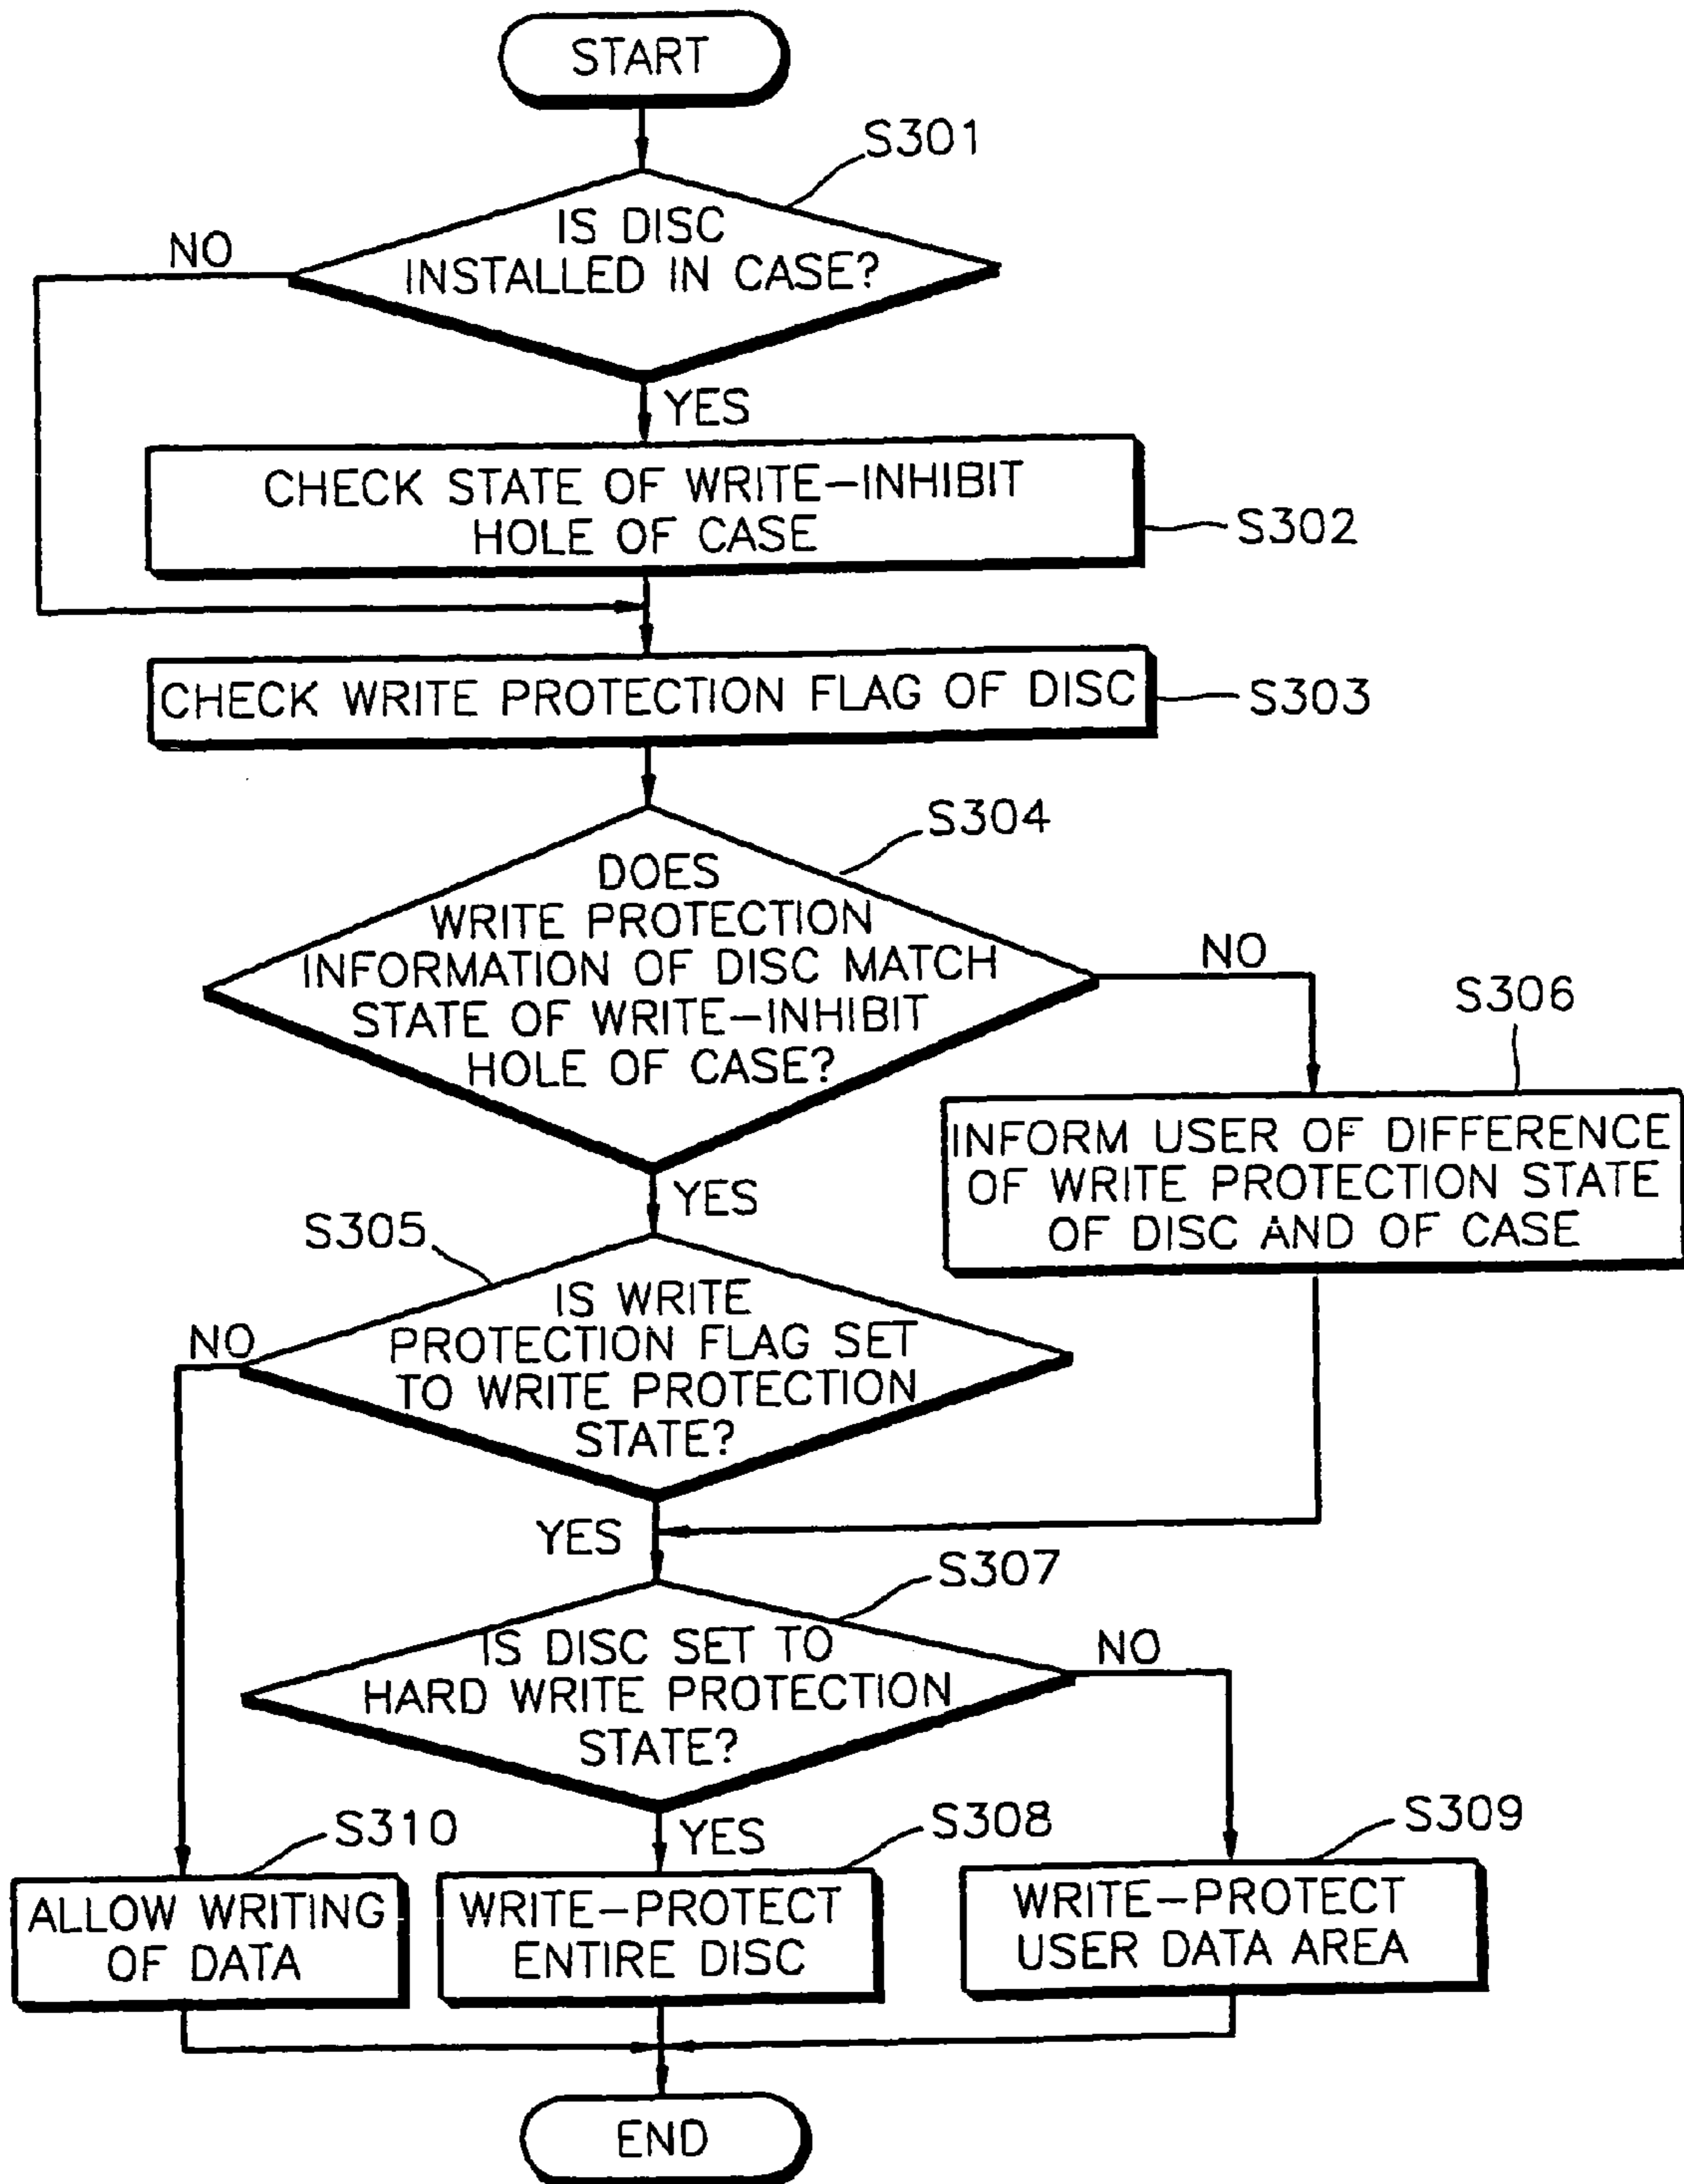 START
S301
IS DISC
INSTALLED IN CASE?
NO
YES
CHECK STATE OF WRITE-INHIBIT
HOLE OF CASE
S302
CHECK WRITE PROTECTION FLAG OF DISC
S303
S304
DOES
WRITE PROTECTION
INFORMATION OF DISC MATCH
STATE OF WRITE-INHIBIT
HOLE OF CASE?
NO
S306
INFORM USER OF DIFFERENCE
OF WRITE PROTECTION STATE
OF DISC AND OF CASE
YES
S305
IS WRITE
PROTECTION FLAG SET
TO WRITE PROTECTION
STATE?
NO
YES
S307
IS DISC SET TO
HARD WRITE PROTECTION
STATE?
NO
YES
S310
ALLOW WRITING
OF DATA
S308
WRITE-PROTECT
ENTIRE DISC
S309
WRITE-PROTECT
USER DATA AREA
END